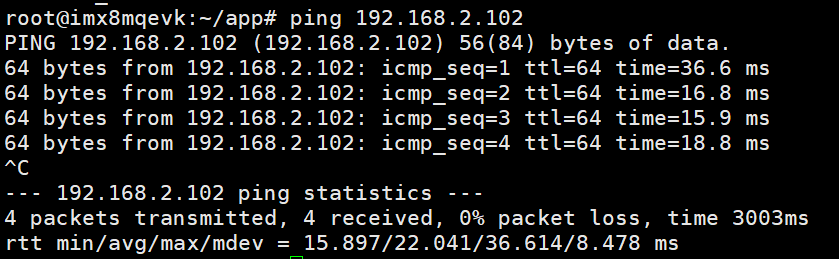 root@imx8mqevk:~/app# ping 192.168.2.102
PING 192.168.2.102 (192.168.2.102) 56(84) bytes of data.
64 bytes from 192.168.2.102: icmp_seq=1 ttl=64 time=36.6 ms
64 bytes from 192.168.2.102: icmp_seq=2 ttl=64 time=16.8 ms
64 bytes from 192.168.2.102: icmp_seq=3 ttl=64 time=15.9 ms
64 bytes from 192.168.2.102: icmp_seq=4 ttl=64 time=18.8 ms
^C
--- 192.168.2.102 ping statistics ---
4 packets transmitted, 4 received, 0% packet loss, time 3003ms
rtt min/avg/max/mdev = 15.897/22.041/36.614/8.478 ms